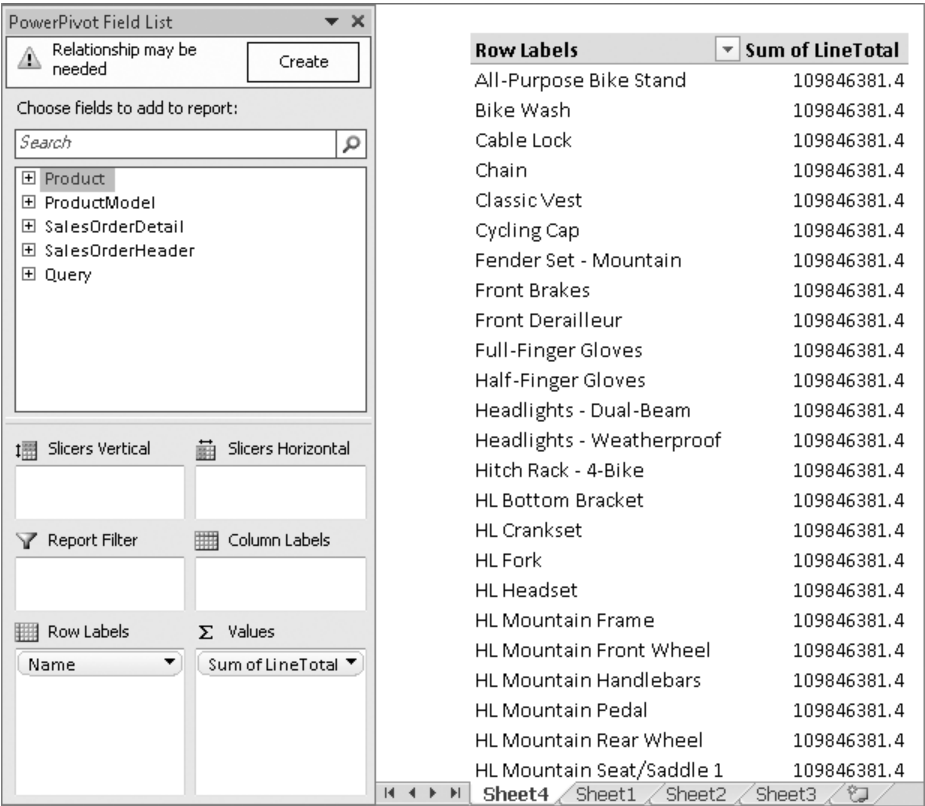 PowerPivot Field List
Relationship may be
needed
Create
Choose fields to add to report:
Search
Product
ProductModel
SalesOrderDetail
SalesOrderHeader
Query
Slicers Vertical
Slicers Horizontal
Report Filter
Column Labels
Row Labels
Σ Values
Name
Sum of LineTotal
Row Labels Sum of LineTotal
All-Purpose Bike Stand 109846381.4
Bike Wash 109846381.4
Cable Lock 109846381.4
Chain 109846381.4
Classic Vest 109846381.4
Cycling Cap 109846381.4
Fender Set - Mountain 109846381.4
Front Brakes 109846381.4
Front Derailleur 109846381.4
Full-Finger Gloves 109846381.4
Half-Finger Gloves 109846381.4
Headlights - Dual-Beam 109846381.4
Headlights - Weatherproof 109846381.4
Hitch Rack - 4-Bike 109846381.4
HL Bottom Bracket 109846381.4
HL Crankset 109846381.4
HL Fork 109846381.4
HL Headset 109846381.4
HL Mountain Frame 109846381.4
HL Mountain Front Wheel 109846381.4
HL Mountain Handlebars 109846381.4
HL Mountain Pedal 109846381.4
HL Mountain Rear Wheel 109846381.4
HL Mountain Seat/Saddle 1 109846381.4
Sheet4 Sheet1 Sheet2 Sheet3